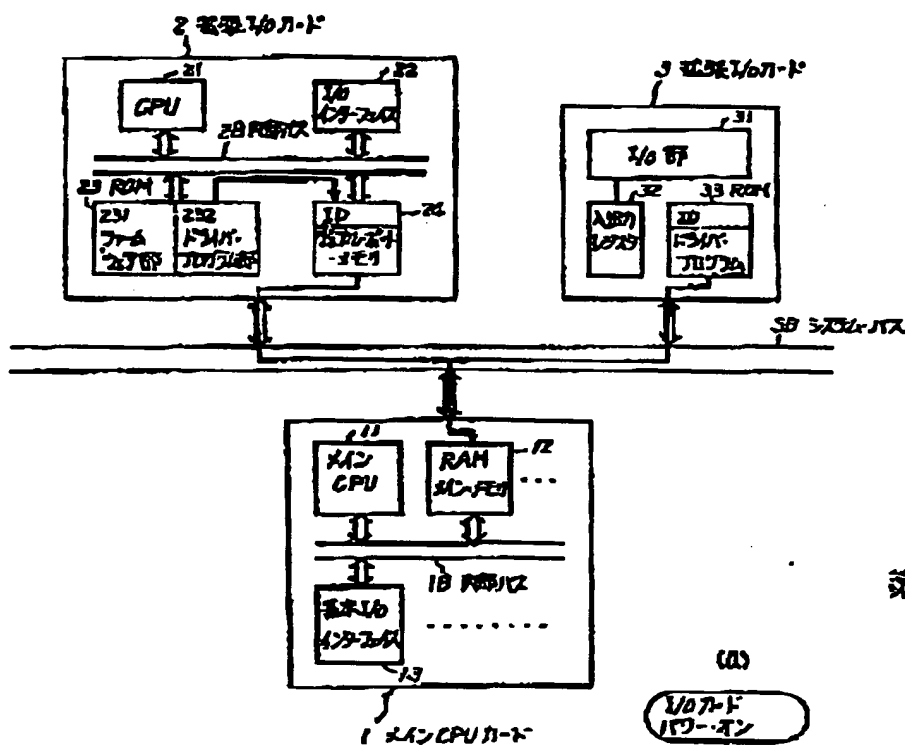 2 拡張I/Oカード
21
CPU
22
I/O
インターフェイス
2B 内部バス
23 ROM
231
ファーム
ウェア部
232
ドライバ・
プログラム部
24
ID
デュアル・ポート
・メモリ
3 拡張I/Oカード
31
I/O 部
32
入出力
レジスタ
33 ROM
ID
ドライバ・
プログラム
SB システム・バス
11
メイン
CPU
12
RAM
メイン・メモリ
1B 内部バス
基本I/O
インターフェイス
13
1 メインCPUカード
(a)
I/Oカード
パワー・オン